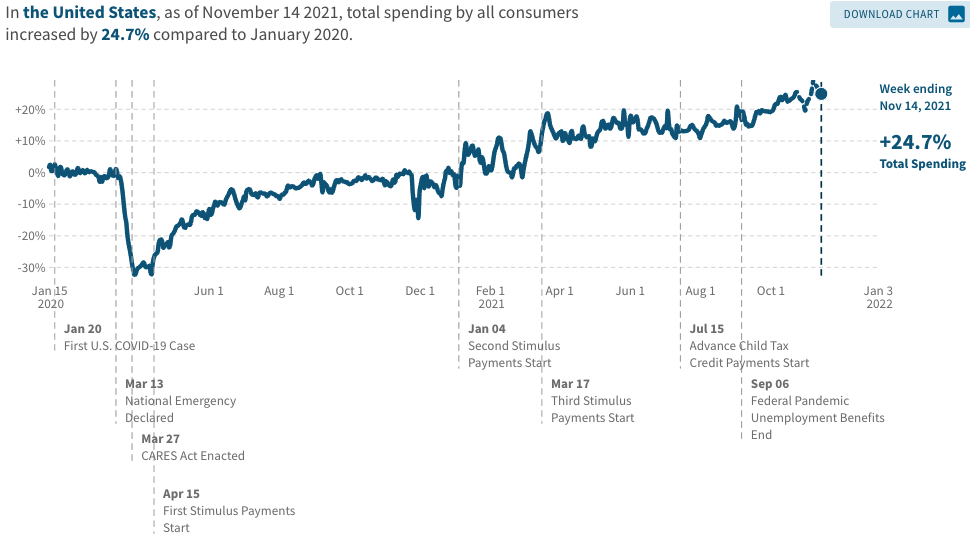 In the United States, as of November 14 2021, total spending by all consumers
increased by 24.7% compared to January 2020.
DOWNLOAD CHART
Week ending
Nov 14, 2021
+24.7%
Total Spending
+20%
+10%
0%
-10%
-20%
-30%
Jan 15
2020
Jun 1
Aug 1
Oct 1
Dec 1
Feb 1
2021
Apr 1
Jun 1
Aug 1
Oct 1
Jan 3
2022
Jan 20
First U.S. COVID-19 Case
Jan 04
Second Stimulus
Payments Start
Jul 15
Advance Child Tax
Credit Payments Start
Mar 13
National Emergency
Declared
Mar 17
Third Stimulus
Payments Start
Sep 06
Federal Pandemic
Unemployment Benefits
End
Mar 27
CARES Act Enacted
Apr 15
First Stimulus Payments
Start